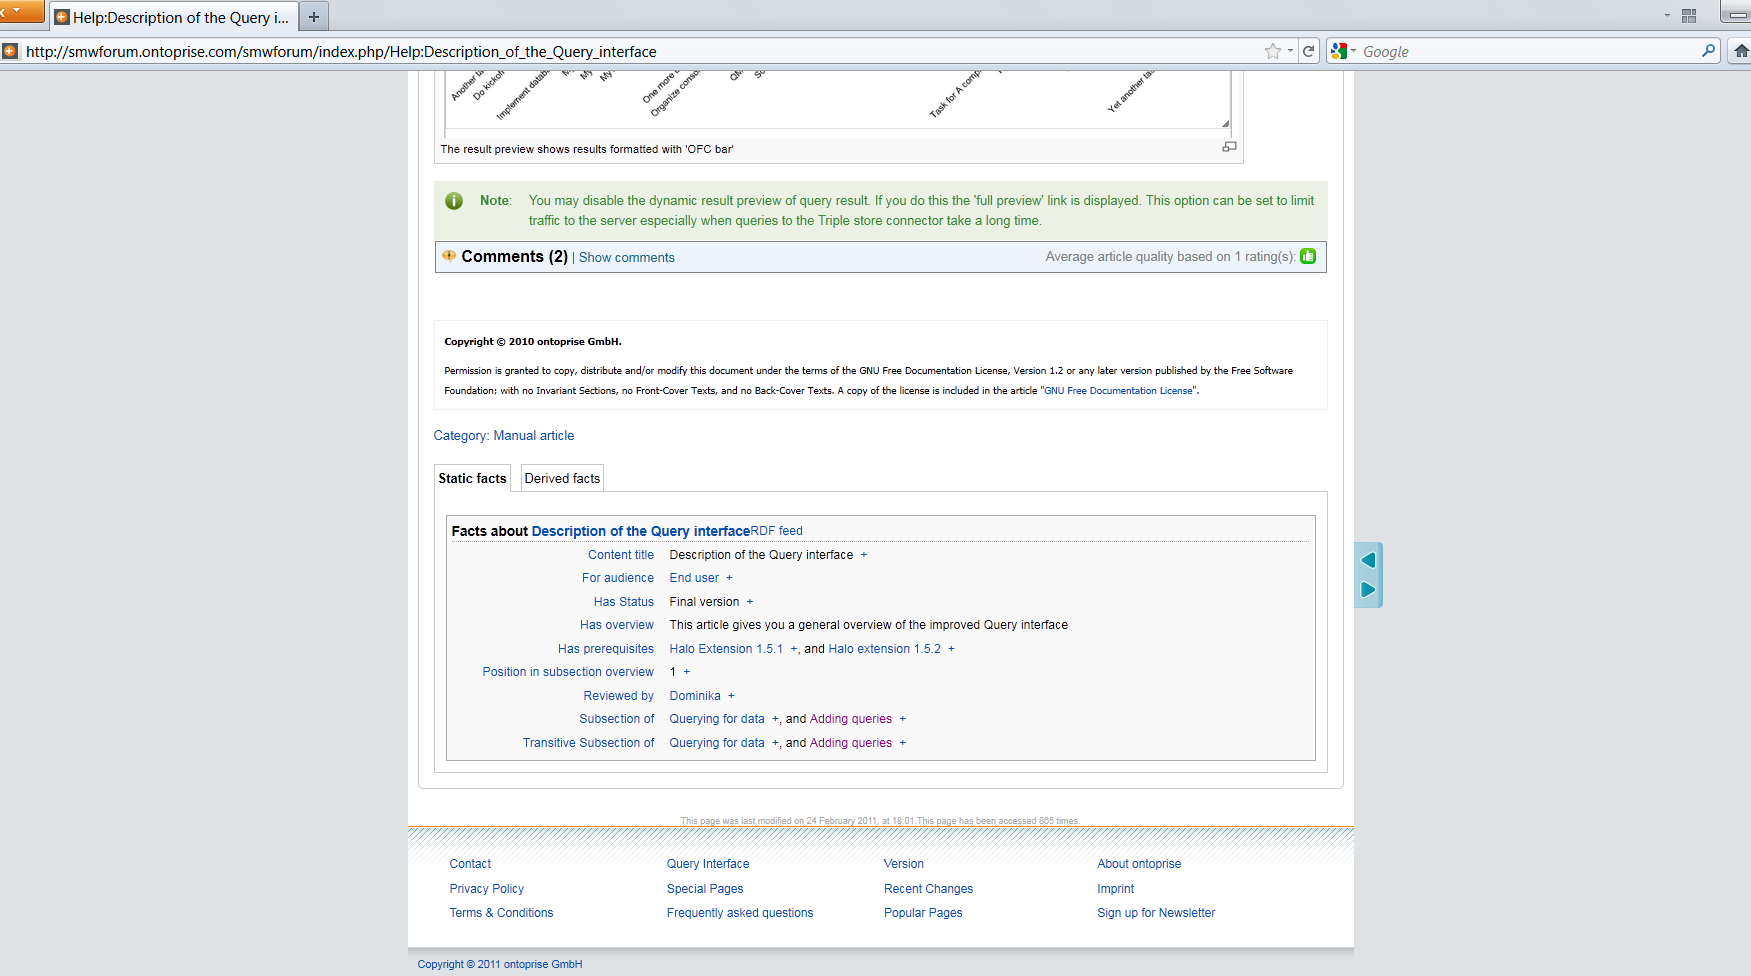 Help:Description of the Query i...
http://smwforum.ontoprise.com/smwforum/index.php/Help:Description_of_the_Query_interface
Google
Do kickof
Implement databa
My
My
One more
Organize conso
Task for A comp
Yet another tas
The result preview shows results formatted with 'OFC bar'
Note: You may disable the dynamic result preview of query result. If you do this the 'full preview' link is displayed. This option can be set to limit
traffic to the server especially when queries to the Triple store connector take a long time.
Comments (2) | Show comments Average article quality based on 1 rating(s):
Copyright © 2010 ontoprise GmbH.
Permission is granted to copy, distribute and/or modify this document under the terms of the GNU Free Documentation License, Version 1.2 or any later version published by the Free Software
Foundation; with no Invariant Sections, no Front-Cover Texts, and no Back-Cover Texts. A copy of the license is included in the article "GNU Free Documentation License".
Category: Manual article
Static facts Derived facts
Facts about Description of the Query interfaceRDF feed
Content title Description of the Query interface +
For audience End user +
Has Status Final version +
Has overview This article gives you a general overview of the improved Query interface
Has prerequisites Halo Extension 1.5.1 +, and Halo extension 1.5.2 +
Position in subsection overview 1 +
Reviewed by Dominika +
Subsection of Querying for data +, and Adding queries +
Transitive Subsection of Querying for data +, and Adding queries +
This page was last modified on 24 February 2011, at 18:01.This page has been accessed 865 times.
Contact Query Interface Version About ontoprise
Privacy Policy Special Pages Recent Changes Imprint
Terms & Conditions Frequently asked questions Popular Pages Sign up for Newsletter
Copyright © 2011 ontoprise GmbH